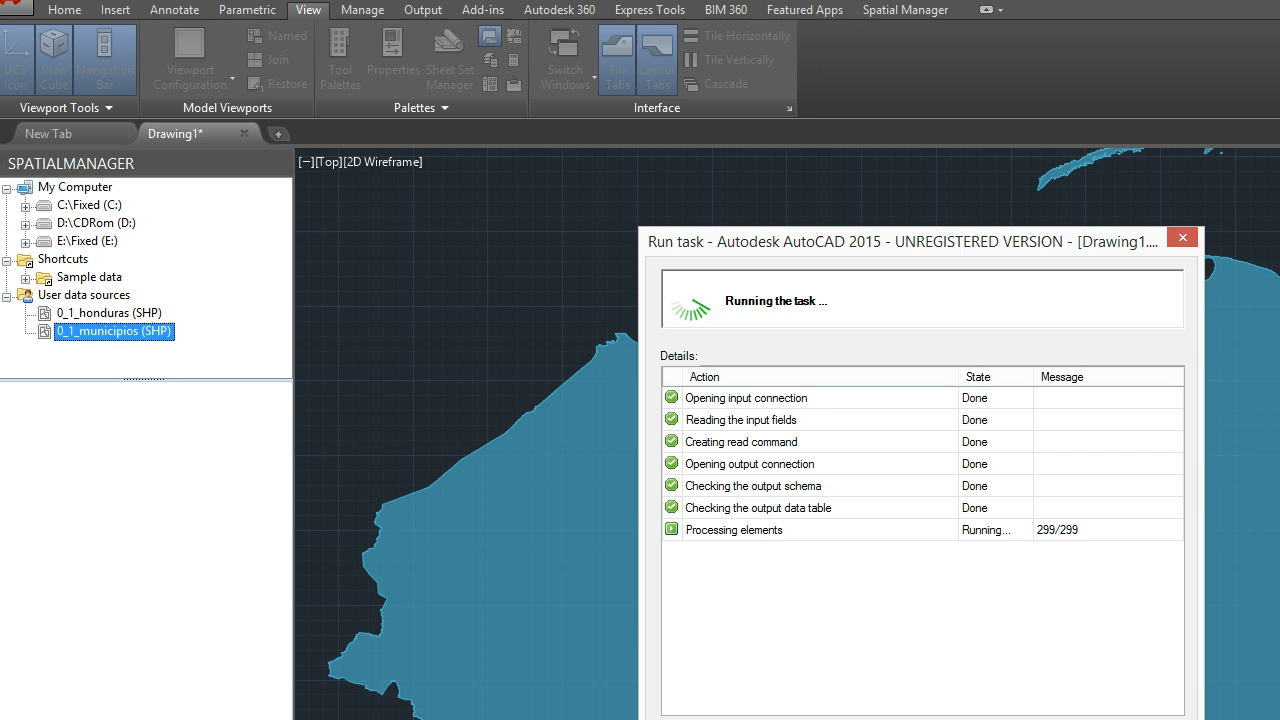 Home Insert Annotate Parametric View Manage Output Add-ins Autodesk 360 Express Tools BIM 360 Featured Apps Spatial Manager
UCS Icon
View Cube
Navigation Bar
Viewport Configuration
Named
Join
Restore
Tool Palettes
Properties
Sheet Set Manager
Switch Windows
File Tabs
Layout Tabs
Tile Horizontally
Tile Vertically
Cascade
Viewport Tools Model Viewports Palettes Interface
New Tab Drawing1*
SPATIALMANAGER
[−][Top][2D Wireframe]
My Computer
C:\Fixed (C:)
D:\CDRom (D:)
E:\Fixed (E:)
Shortcuts
Sample data
User data sources
0_1_honduras (SHP)
0_1_municipios (SHP)
Run task - Autodesk AutoCAD 2015 - UNREGISTERED VERSION - [Drawing1....
Running the task ...
Details:
Action State Message
Opening input connection Done
Reading the input fields Done
Creating read command Done
Opening output connection Done
Checking the output schema Done
Checking the output data table Done
Processing elements Running... 299/299